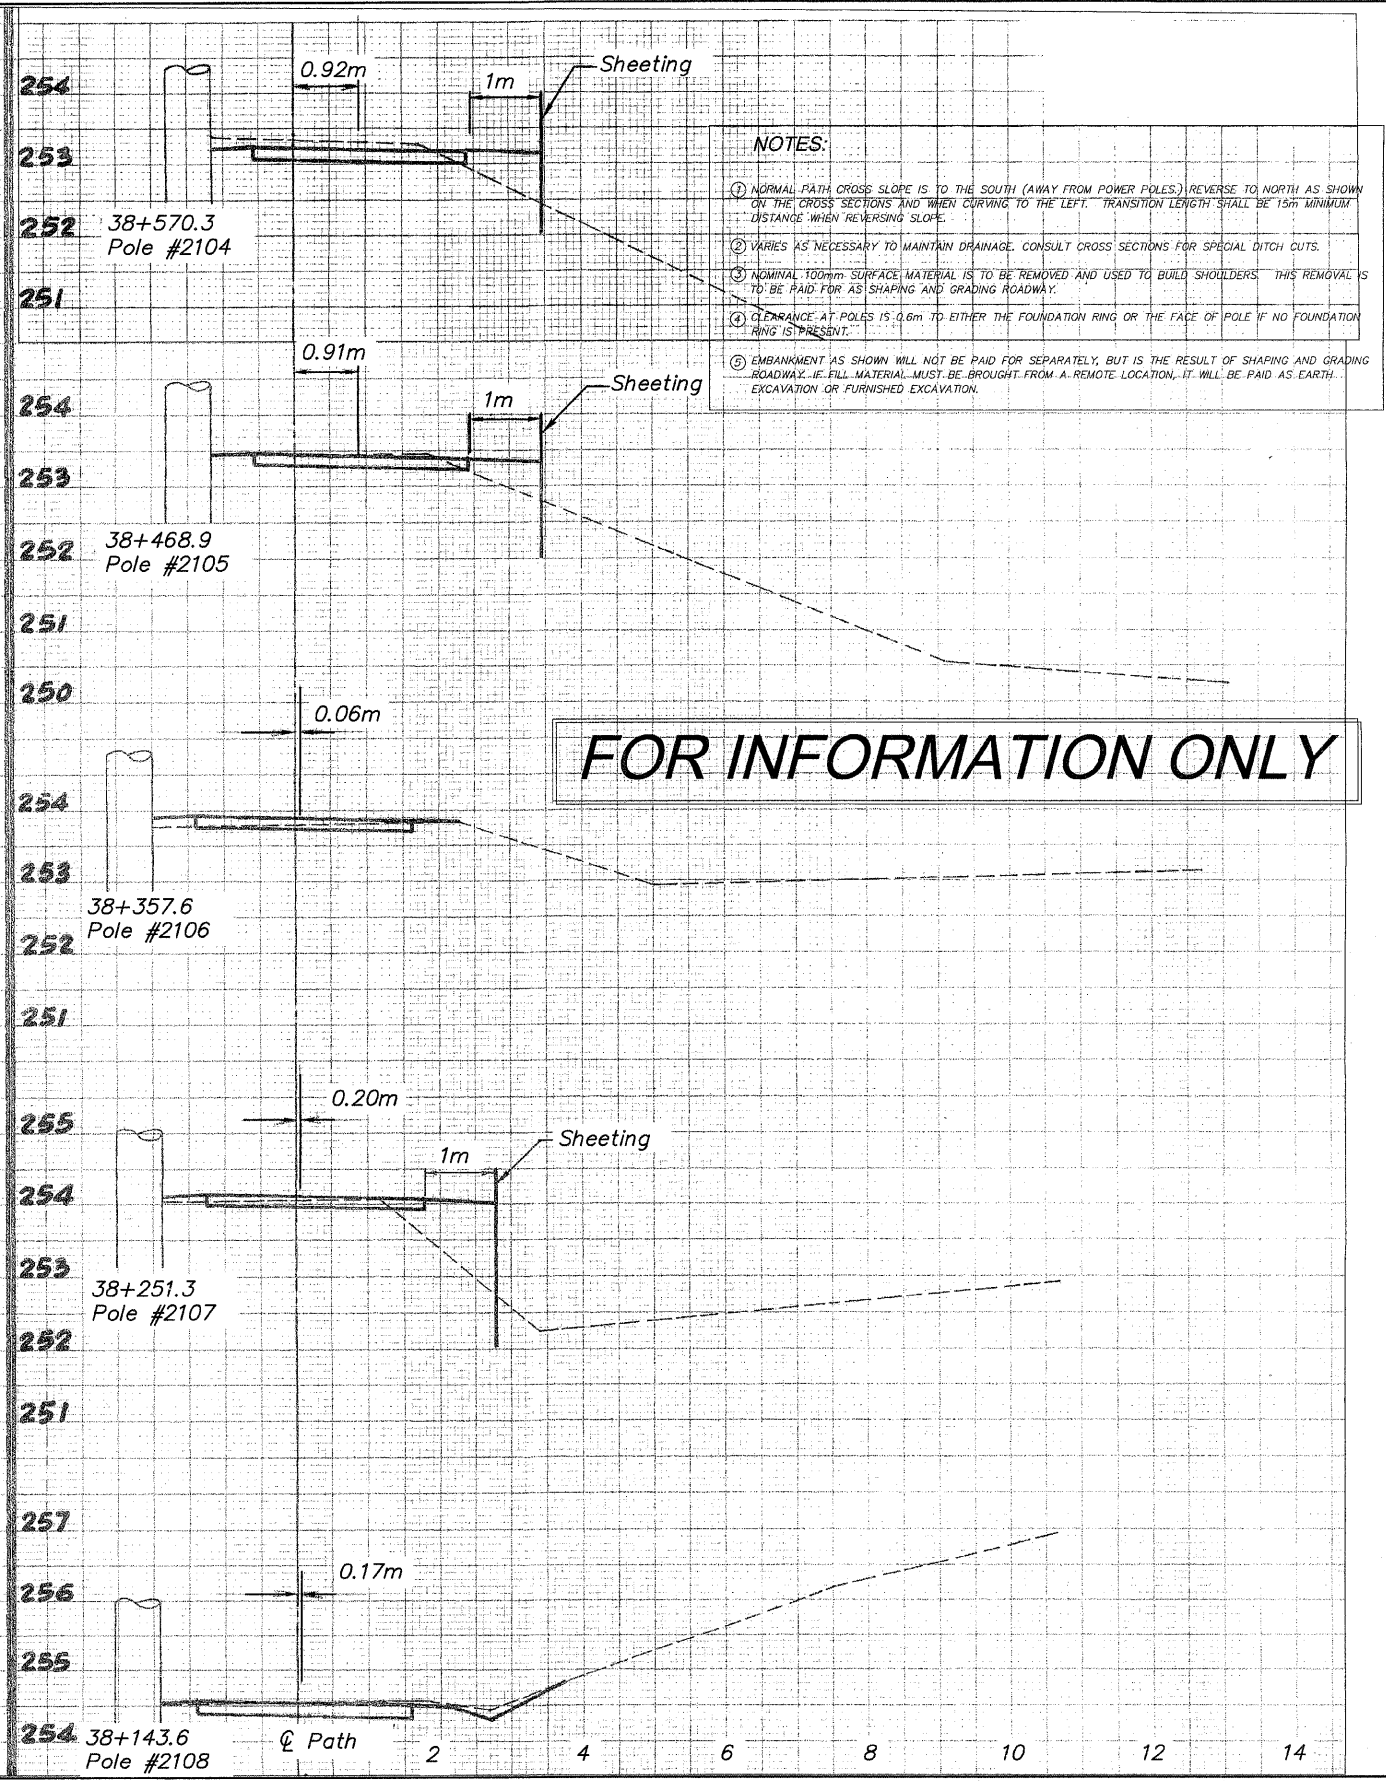 254
0.92m
1m
Sheeting
253
38+570.3
Pole #2104
252
251
NOTES:
① NORMAL PATH CROSS SLOPE IS TO THE SOUTH (AWAY FROM POWER POLES.) REVERSE TO NORTH AS SHOWN
ON THE CROSS SECTIONS AND WHEN CURVING TO THE LEFT. TRANSITION LENGTH SHALL BE 15m MINIMUM
DISTANCE WHEN REVERSING SLOPE.
② VARIES AS NECESSARY TO MAINTAIN DRAINAGE. CONSULT CROSS SECTIONS FOR SPECIAL DITCH CUTS.
③ NOMINAL 100mm SURFACE MATERIAL IS TO BE REMOVED AND USED TO BUILD SHOULDERS. THIS REMOVAL IS
TO BE PAID FOR AS SHAPING AND GRADING ROADWAY.
④ CLEARANCE AT POLES IS 0.6m TO EITHER THE FOUNDATION RING OR THE FACE OF POLE IF NO FOUNDATION
RING IS PRESENT.
⑤ EMBANKMENT AS SHOWN WILL NOT BE PAID FOR SEPARATELY, BUT IS THE RESULT OF SHAPING AND GRADING
ROADWAY. IF FILL MATERIAL MUST BE BROUGHT FROM A REMOTE LOCATION, IT WILL BE PAID AS EARTH
EXCAVATION OR FURNISHED EXCAVATION.
0.91m
1m
Sheeting
254
253
38+468.9
Pole #2105
252
251
250
0.06m
FOR INFORMATION ONLY
254
253
38+357.6
Pole #2106
252
251
0.20m
255
1m
Sheeting
254
253
38+251.3
Pole #2107
252
251
257
0.17m
256
255
254
38+143.6
Pole #2108
℄ Path
2 4 6 8 10 12 14